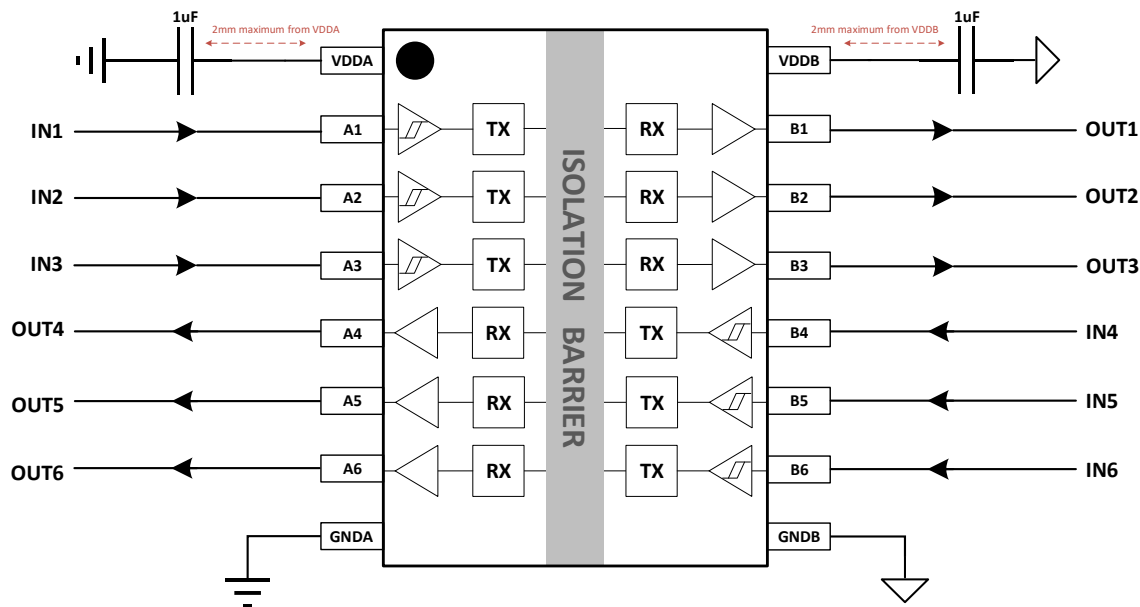 1uF
1uF
2mm maximum from VDDA
2mm maximum from VDDB
VDDA
VDDB
IN1 A1 TX RX B1 OUT1
IN2 A2 TX RX B2 OUT2
IN3 A3 TX RX B3 OUT3
OUT4 A4 RX TX B4 IN4
OUT5 A5 RX TX B5 IN5
OUT6 A6 RX TX B6 IN6
ISOLATION BARRIER
GNDA
GNDB